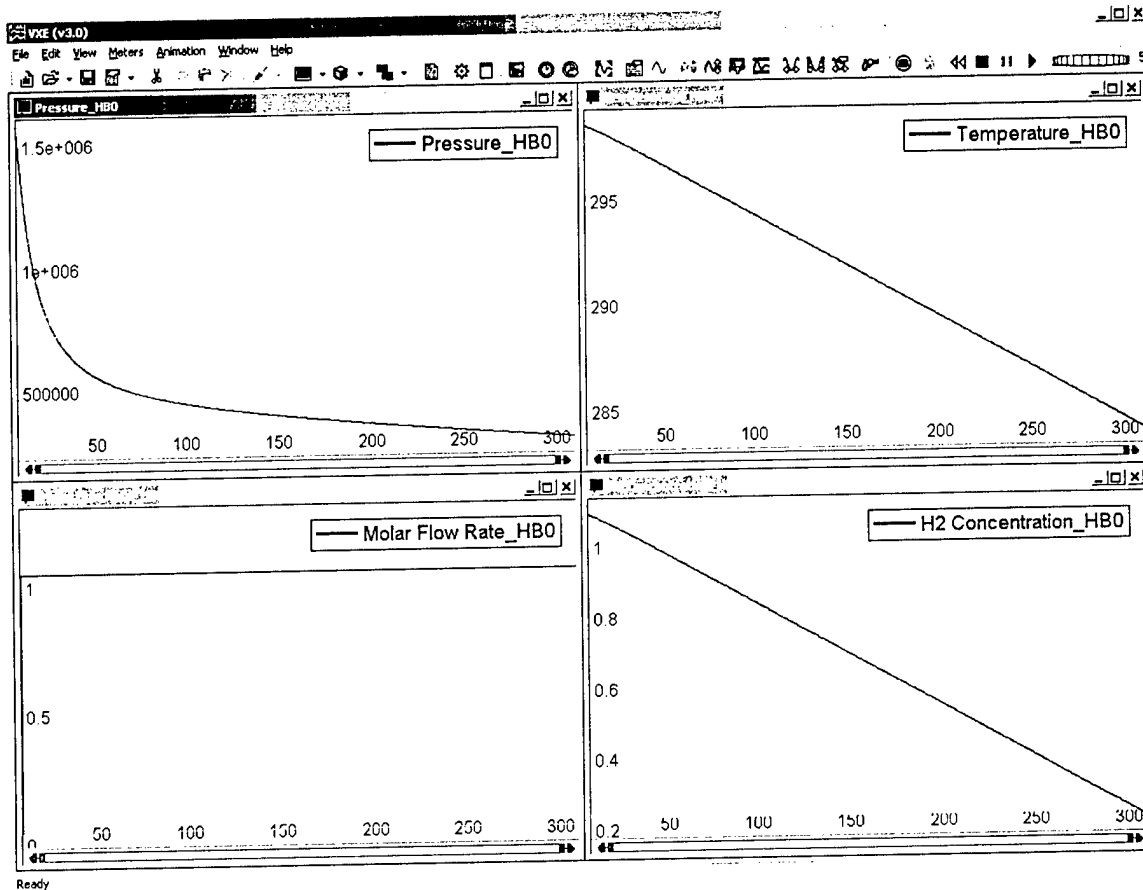 VXE (v3.0)
File Edit View Meters Animation Window Help
5
Pressure_HB0
Pressure_HB0
1.5e+006
1e+006
500000
50 100 150 200 250 300
Temperature_HB0
295
290
285
50 100 150 200 250 300
Molar Flow Rate_HB0
1
0.5
0
50 100 150 200 250 300
H2 Concentration_HB0
1
0.8
0.6
0.4
0.2
50 100 150 200 250 300
Ready